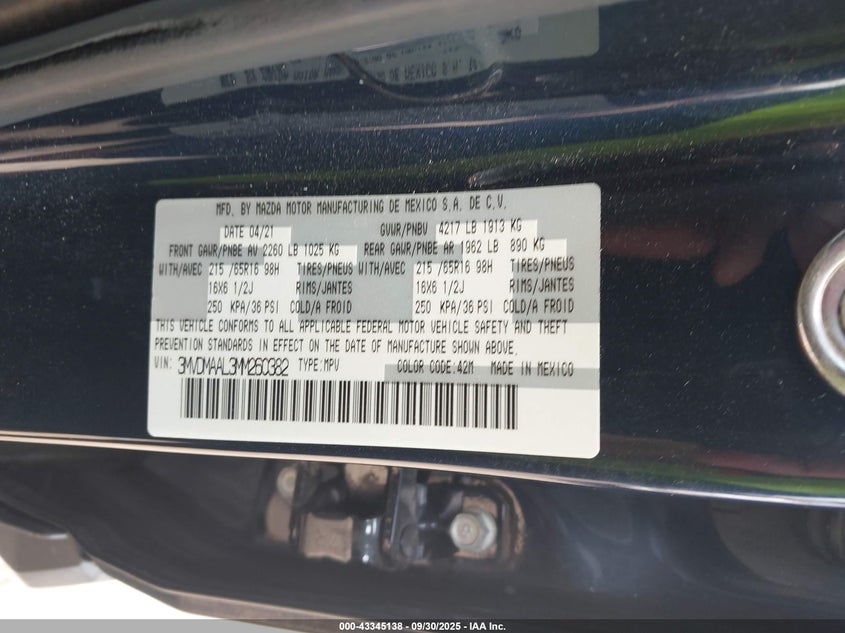 MFD. BY MAZDA MOTOR MANUFACTURING DE MEXICO S.A. DE C.V.
DATE 04/21 GVWR/PNBV 4217 LB 1913 KG
FRONT GAWR/PNBE AV 2260 LB 1025 KG REAR GAWR/PNBE AR 1962 LB 890 KG
WITH/AVEC 215 /65R16 98H TIRES/PNEUS WITH/AVEC 215 /65R16 98H TIRES/PNEUS
16X6 1/2J RIMS/JANTES 16X6 1/2J RIMS/JANTES
250 KPA/36 PSI COLD/A FROID 250 KPA/36 PSI COLD/A FROID
THIS VEHICLE CONFORMS TO ALL APPLICABLE FEDERAL MOTOR VEHICLE SAFETY AND THEFT
PREVENTION STANDARDS IN EFFECT ON THE DATE OF MANUFACTURE SHOWN ABOVE.
VIN: 3MVDMAAL3MM260382 TYPE:MPV COLOR CODE:42M MADE IN MEXICO
000-43345138 - 09/30/2025 - IAA Inc.